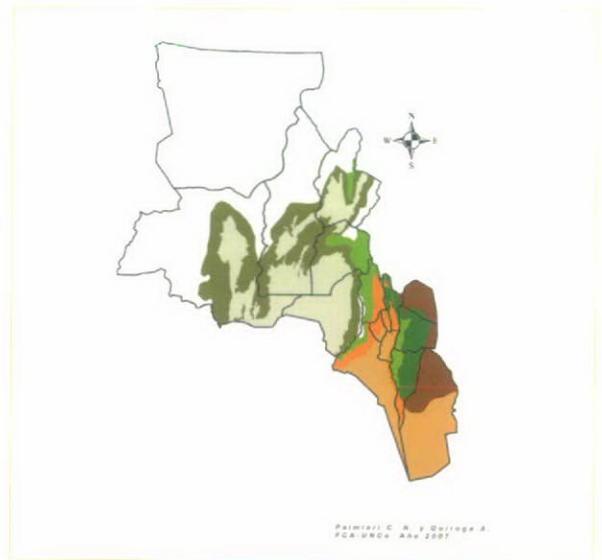 N
W E
S
Palmieri C. N. y Quiroga A.
FCA-UNCa Año 2007